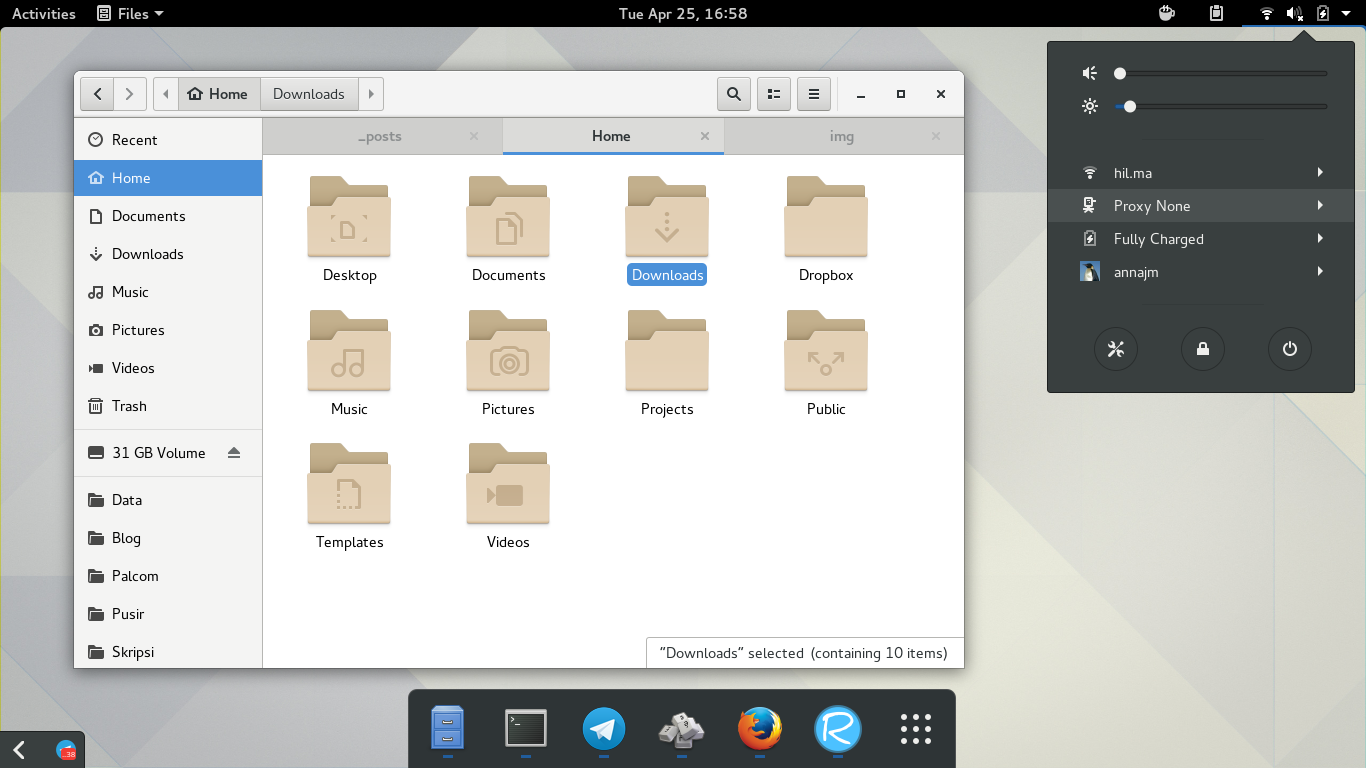 Activities Files Tue Apr 25, 16:58
Home Downloads
_posts Home img
Recent
Home
Documents
Downloads
Music
Pictures
Videos
Trash
31 GB Volume
Data
Blog
Palcom
Pusir
Skripsi
Desktop Documents Downloads Dropbox
Music Pictures Projects Public
Templates Videos
“Downloads” selected (containing 10 items)
hil.ma
Proxy None
Fully Charged
annajm
>_
R
38